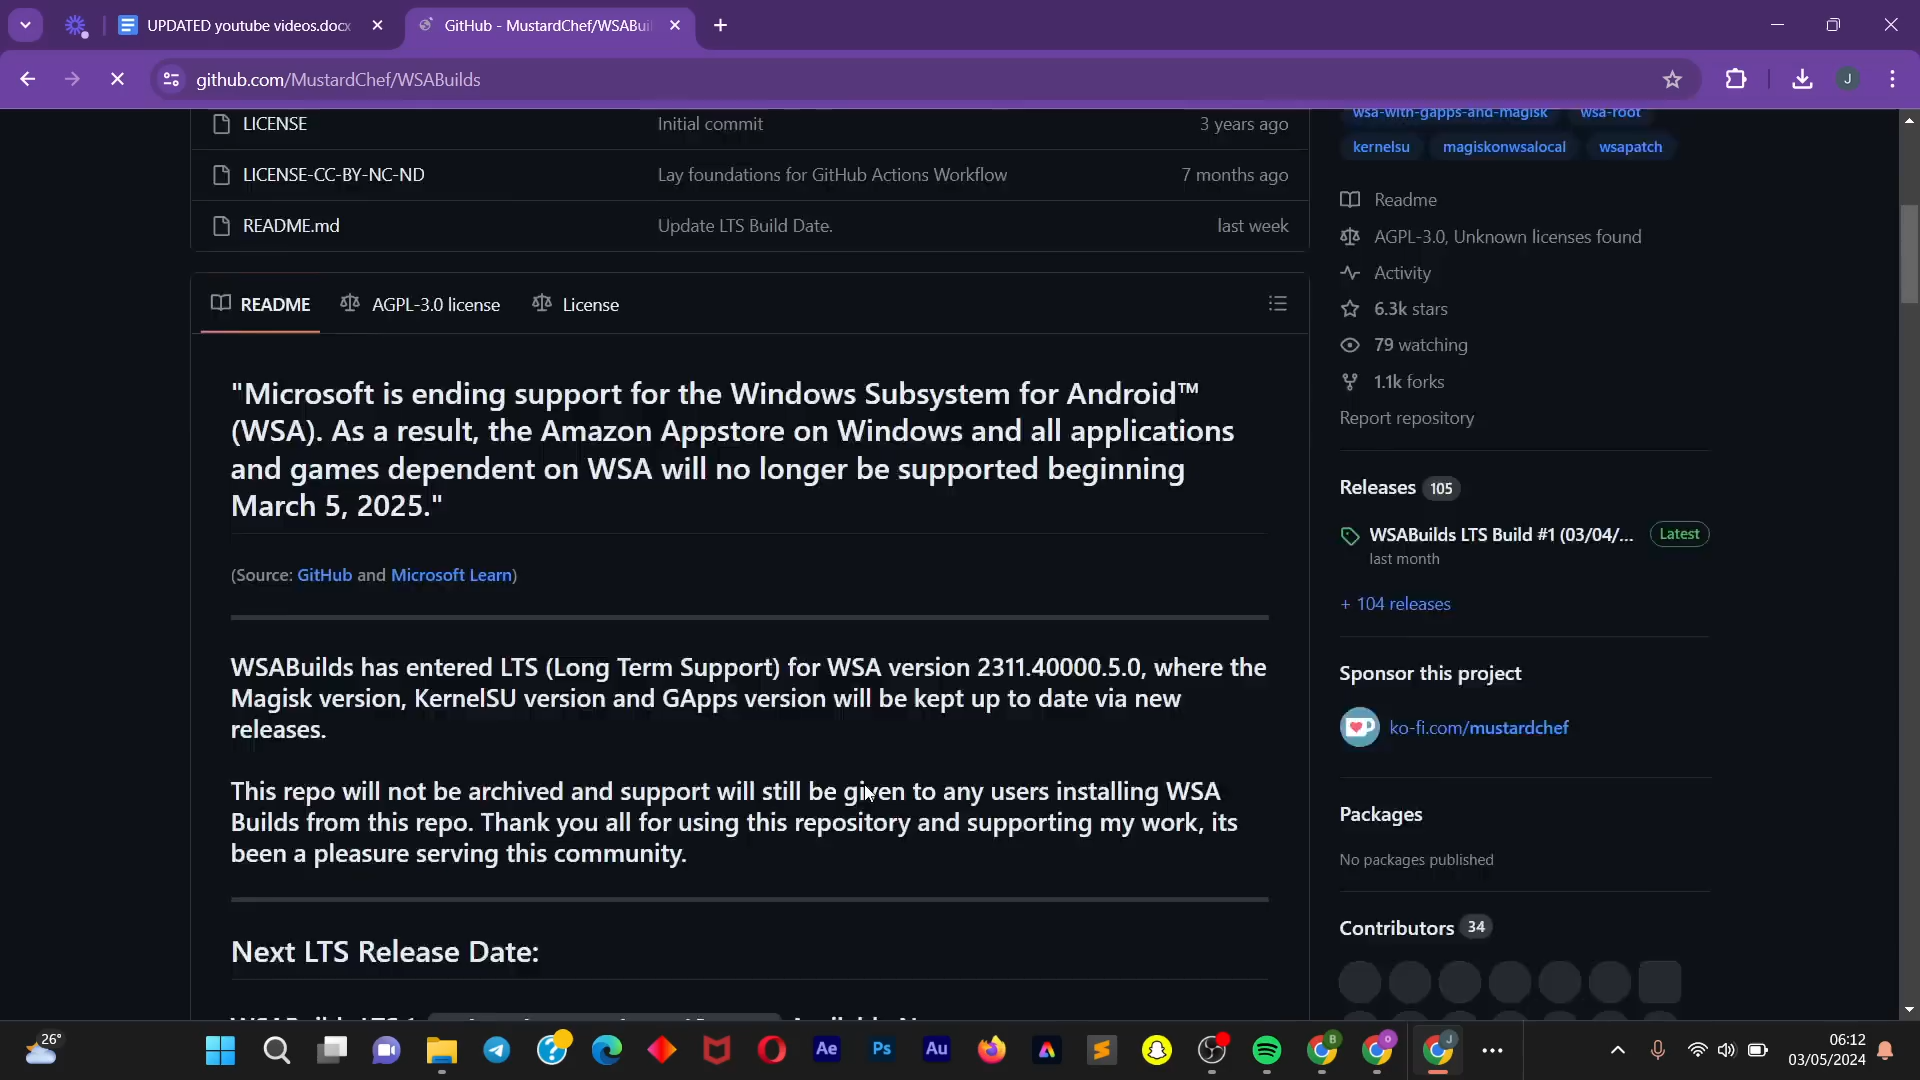 UPDATED youtube videos.docx
GitHub - MustardChef/WSABui
github.com/MustardChef/WSABuilds
J
LICENSE
Initial commit
3 years ago
LICENSE-CC-BY-NC-ND
Lay foundations for GitHub Actions Workflow
7 months ago
README.md
Update LTS Build Date.
last week
README
AGPL-3.0 license
License
"Microsoft is ending support for the Windows Subsystem for Android™
(WSA). As a result, the Amazon Appstore on Windows and all applications
and games dependent on WSA will no longer be supported beginning
March 5, 2025."
(Source: GitHub and Microsoft Learn)
WSABuilds has entered LTS (Long Term Support) for WSA version 2311.40000.5.0, where the
Magisk version, KernelSU version and GApps version will be kept up to date via new
releases.
This repo will not be archived and support will still be given to any users installing WSA
Builds from this repo. Thank you all for using this repository and supporting my work, its
been a pleasure serving this community.
Next LTS Release Date:
wsa-with-gapps-and-magisk
wsa-root
kernelsu
magiskonwsalocal
wsapatch
Readme
AGPL-3.0, Unknown licenses found
Activity
6.3k stars
79 watching
1.1k forks
Report repository
Releases 105
WSABuilds LTS Build #1 (03/04/...
Latest
last month
+ 104 releases
Sponsor this project
ko-fi.com/mustardchef
Packages
No packages published
Contributors 34
26°
Ae
Ps
Au
B
O
J
06:12
03/05/2024